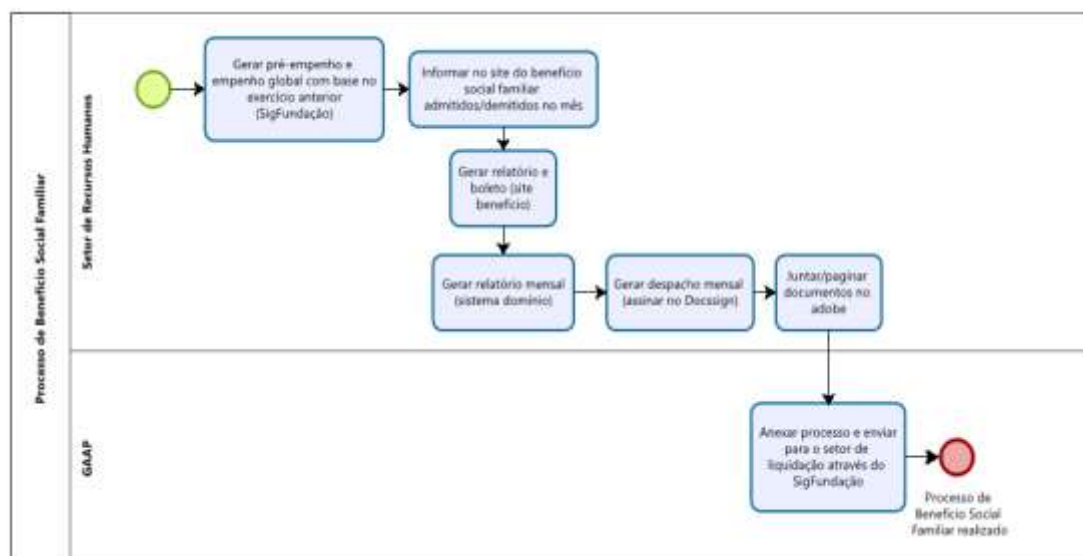 Processo de Benefício Social Familiar
Setor de Recursos Humanos
Gerar pré-empenho e
empenho global com base no
exercício anterior
(SigFundação)
Informar no site do benefício
social familiar
admitidos/demitidos no mês
Gerar relatório e
boleto (site
benefício)
Gerar relatório mensal
(sistema domínio)
Gerar despacho mensal
(assinar no Docssign)
Juntar/paginar
documentos no
adobe
GAAP
Anexar processo e enviar
para o setor de
liquidação através do
SigFundação
Processo de
Benefício Social
Familiar realizado